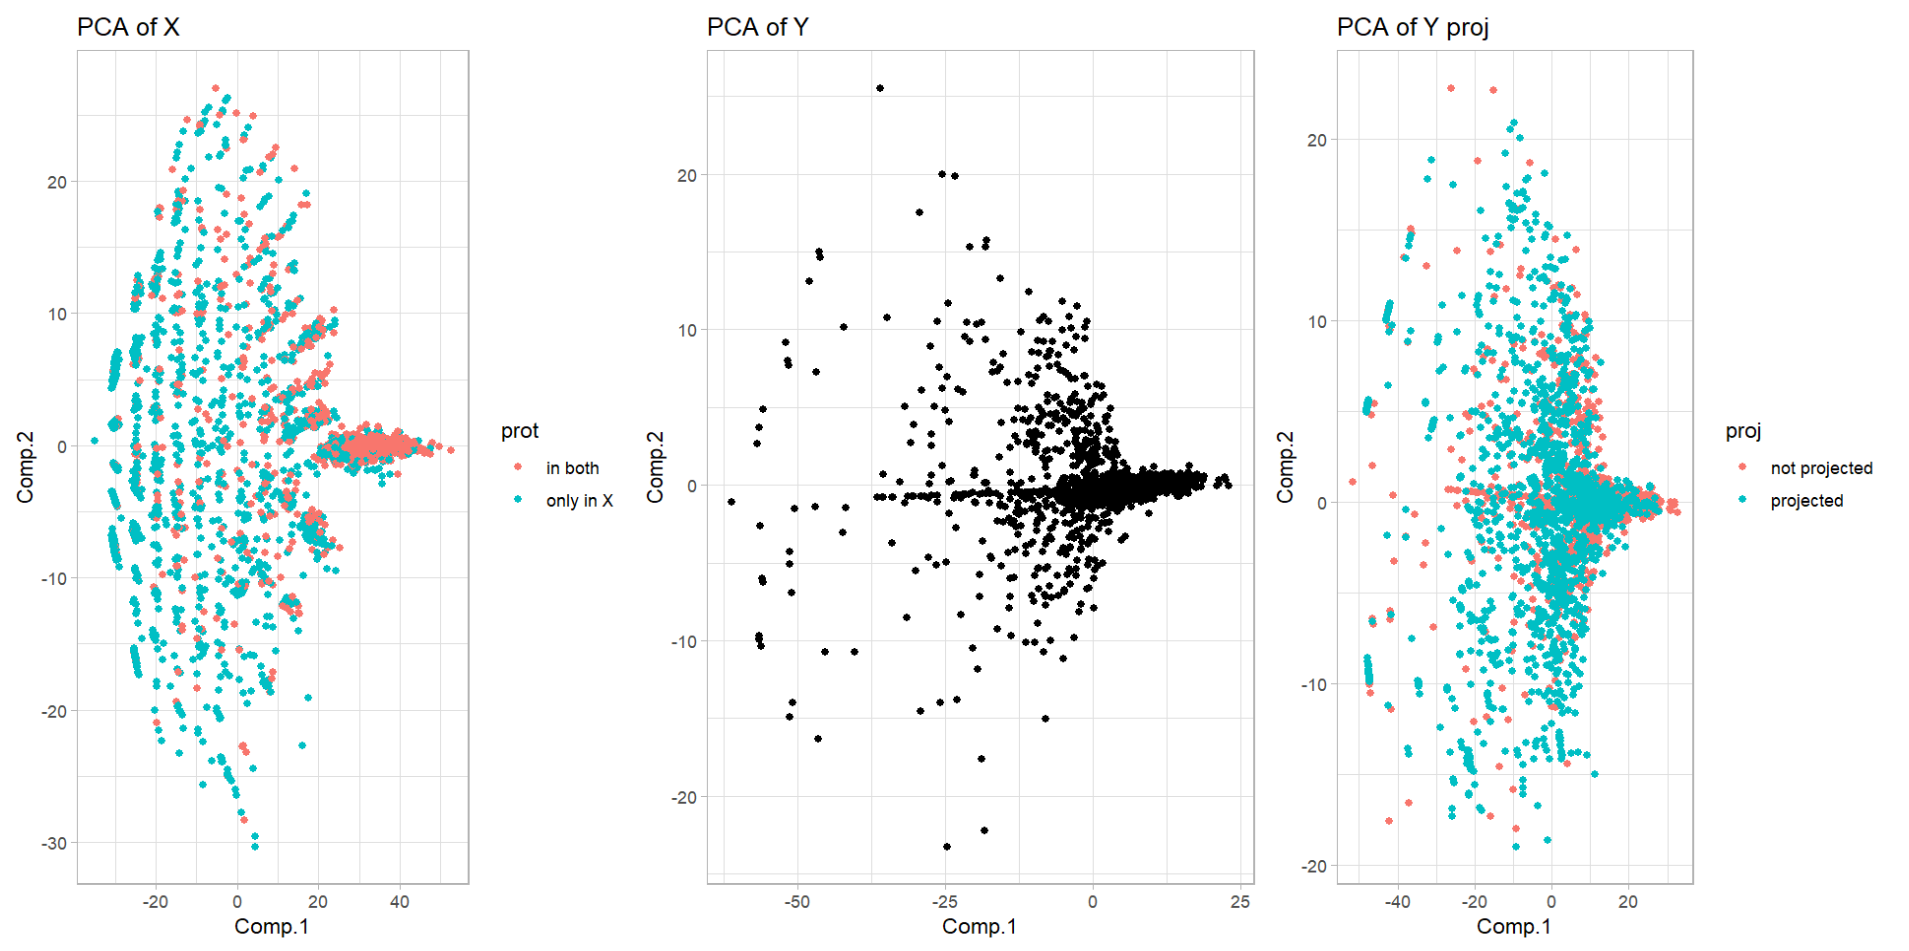 PCA of X
20
10
0
-10
-20
-30
Comp.2
-20 0 20 40
Comp.1
prot
in both
only in X
PCA of Y
20
10
0
-10
-20
Comp.2
-50 -25 0 25
Comp.1
PCA of Y proj
20
10
0
-10
-20
Comp.2
-40 -20 0 20
Comp.1
proj
not projected
projected